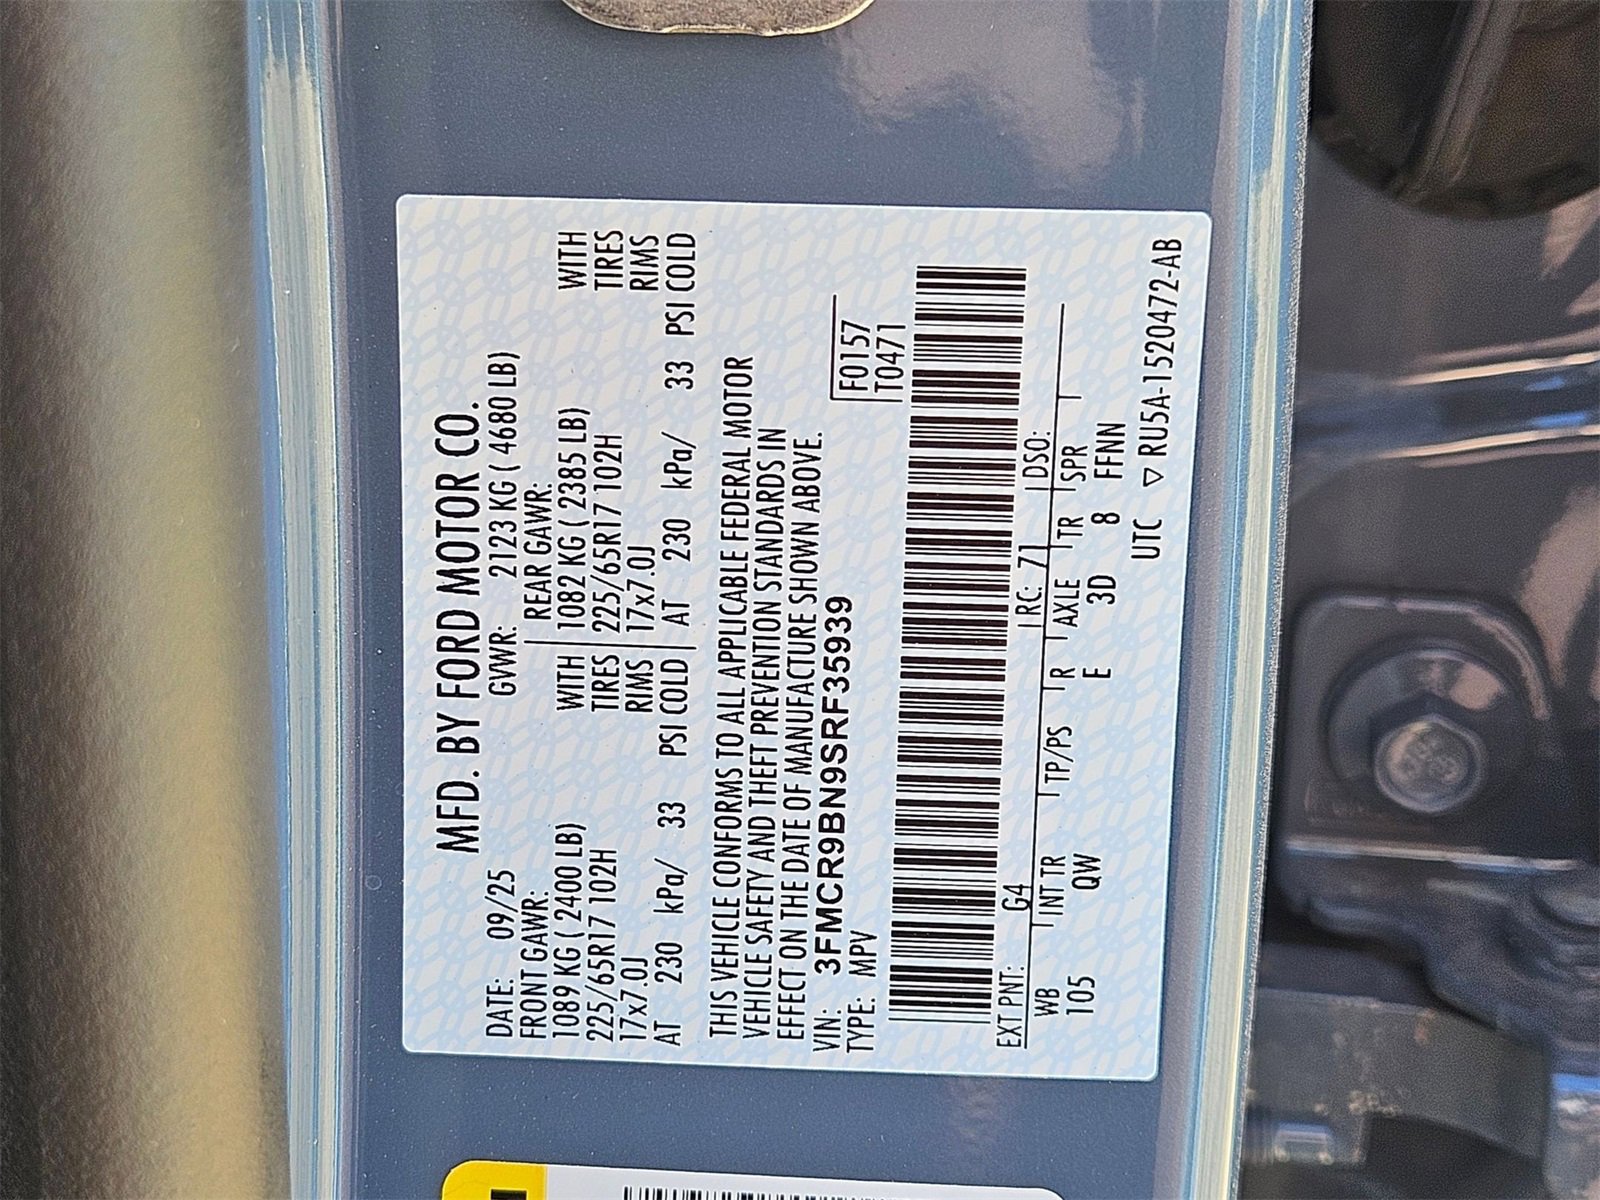 MFD. BY FORD MOTOR CO.
DATE: 09/25 GVWR: 2123 KG ( 4680 LB)
FRONT GAWR: REAR GAWR:
1089 KG ( 2400 LB) WITH 1082 KG ( 2385 LB) WITH
225/65R17 102H TIRES 225/65R17 102H TIRES
17x7.0J RIMS 17x7.0J RIMS
AT 230 kPa/ 33 PSI COLD AT 230 kPa/ 33 PSI COLD
THIS VEHICLE CONFORMS TO ALL APPLICABLE FEDERAL MOTOR
VEHICLE SAFETY AND THEFT PREVENTION STANDARDS IN
EFFECT ON THE DATE OF MANUFACTURE SHOWN ABOVE.
VIN: 3FMCR9BN9SRF35939 F0157
TYPE: MPV T0471
EXT PNT: G4 RC: 71 DSO:
WB INT TR TP/PS R AXLE TR SPR
105 QW E 3D 8 FFNN
UTC ▽ RU5A-1520472-AB